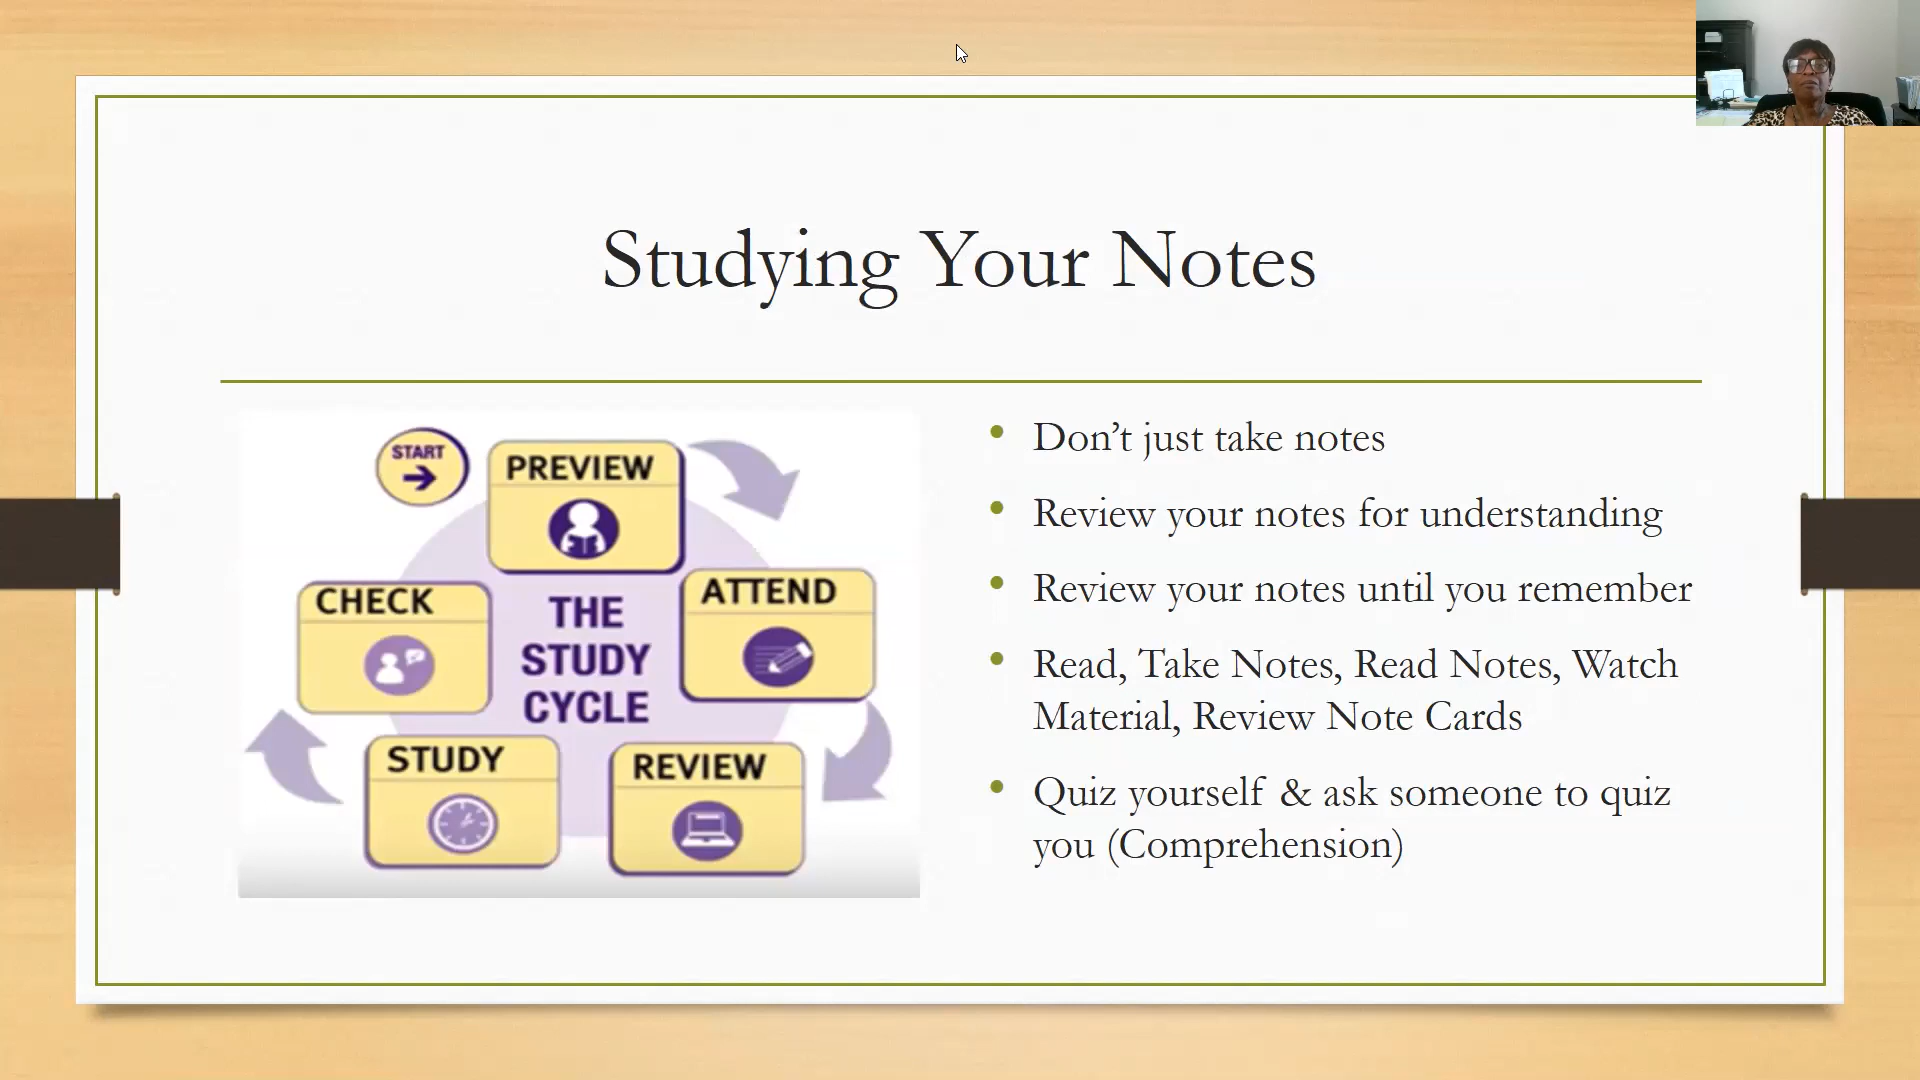 Studying Your Notes
START
PREVIEW
ATTEND
REVIEW
STUDY
CHECK
THE
STUDY
CYCLE
• Don’t just take notes
• Review your notes for understanding
• Review your notes until you remember
• Read, Take Notes, Read Notes, Watch
Material, Review Note Cards
• Quiz yourself & ask someone to quiz
you (Comprehension)